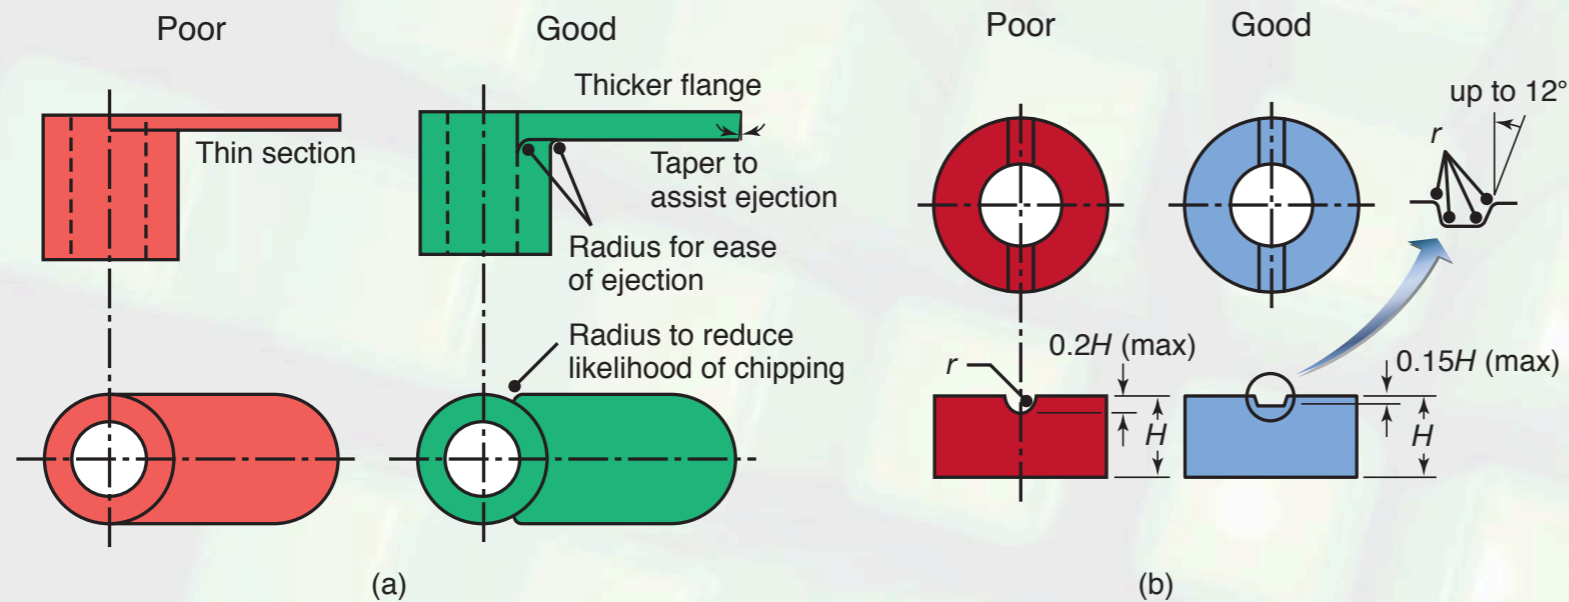 Poor
Good
Thin section
Thicker flange
Taper to
assist ejection
Radius for ease
of ejection
Radius to reduce
likelihood of chipping
(a)
Poor
Good
up to 12°
r
r
0.2H (max)
H
0.15H (max)
H
(b)